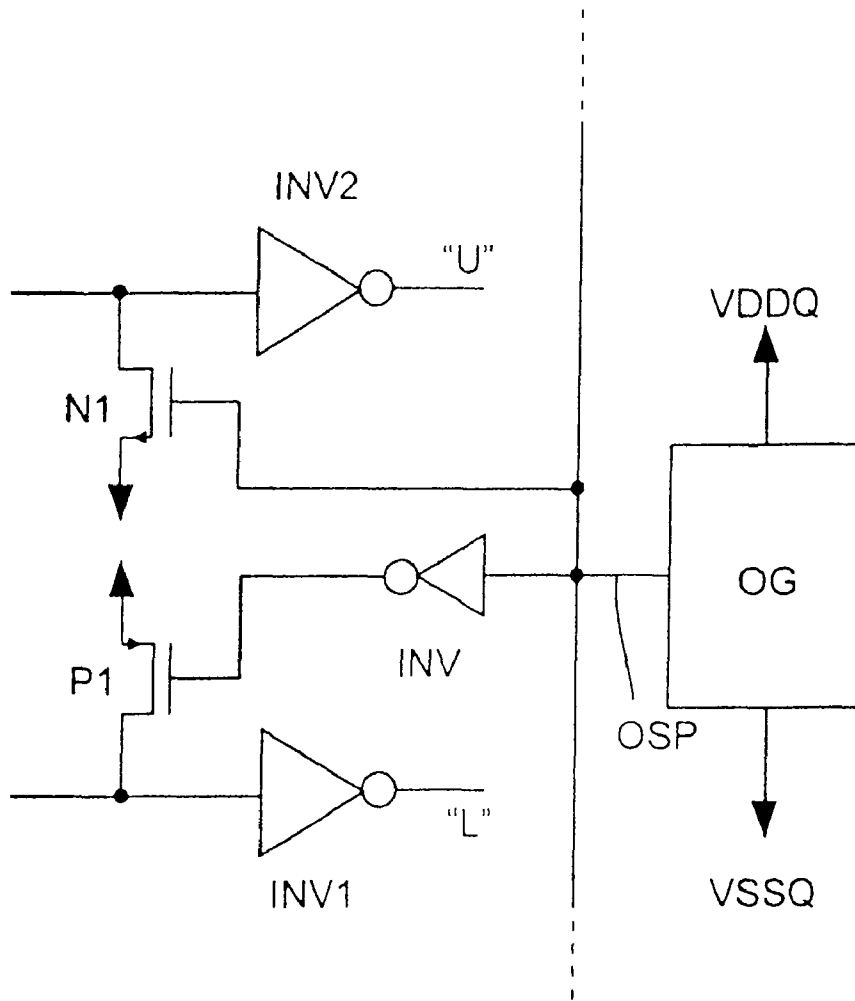 INV2
“U”
VDDQ
N1
OG
INV
P1
OSP
“L”
INV1
VSSQ